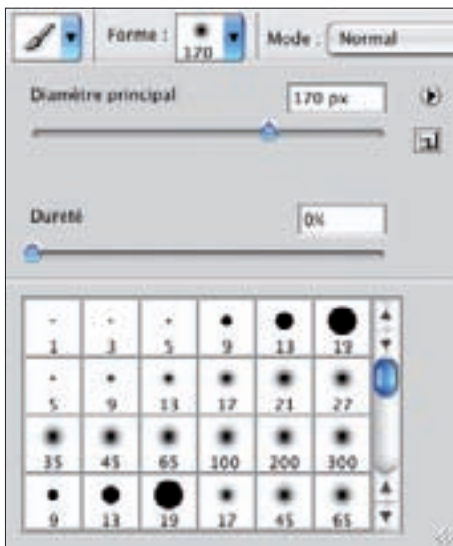 Forme : 170 Mode : Normal
Diamètre principal 170 px
Dureté 0%
1 3 5 9 13 19
5 9 13 17 21 27
35 45 65 100 200 300
9 13 19 17 45 65